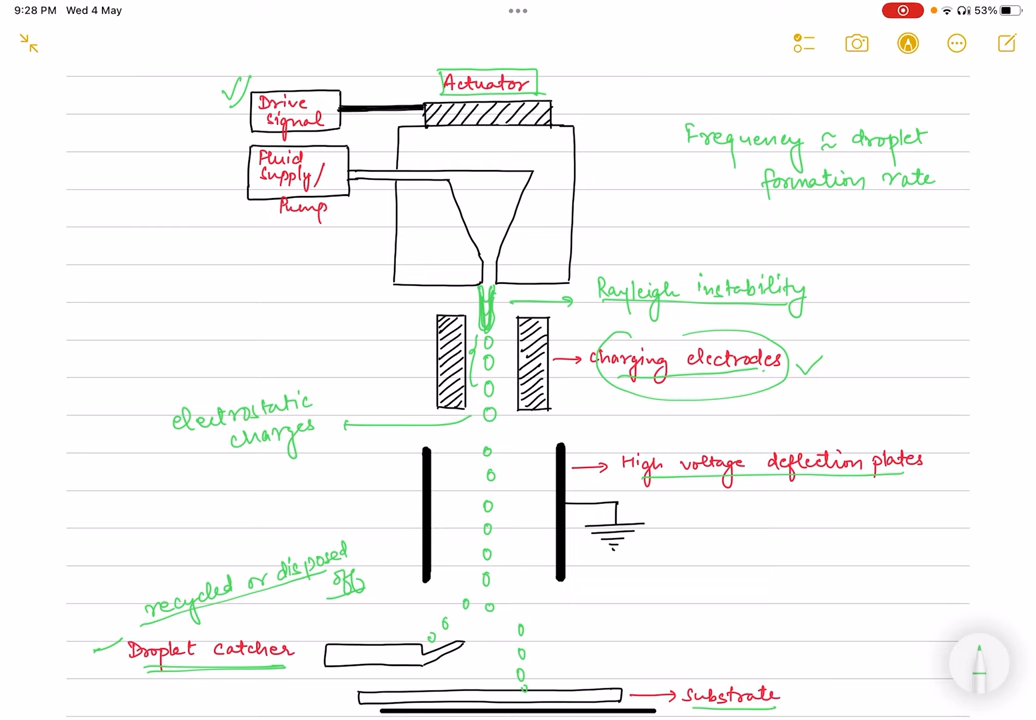 9:28 PM Wed 4 May
53%
Actuator
Drive
Signal
Fluid
Supply/
Pump
Frequency ≈ droplet
formation rate
Rayleigh instability
charging electrodes
electrostatic
charges
High voltage deflection plates
recycled or disposed
off
Droplet catcher
Substrate